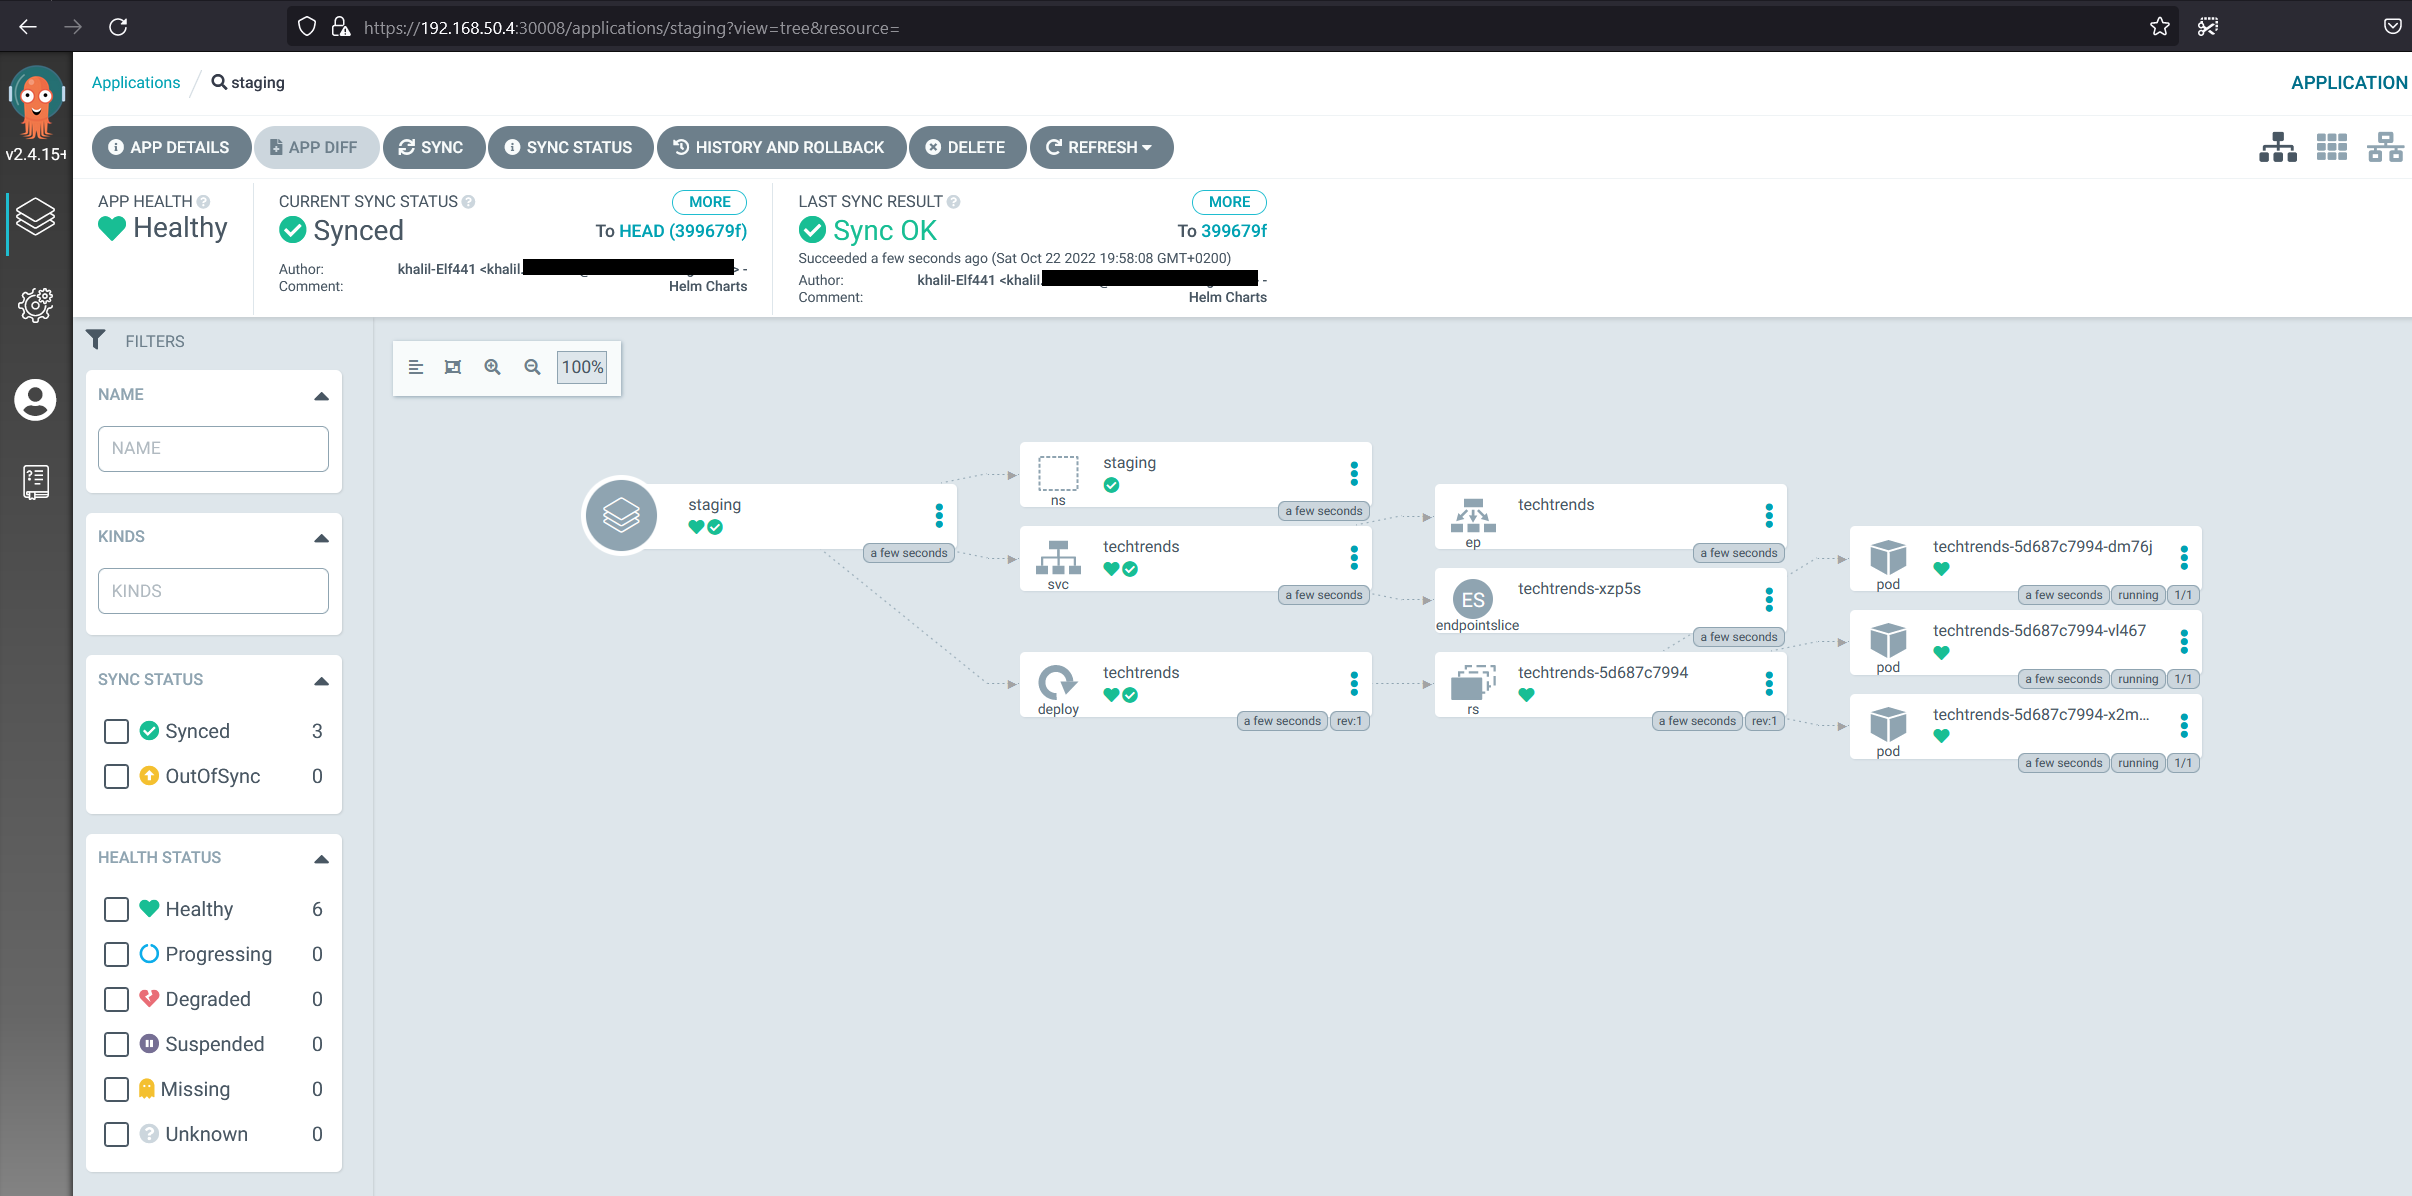 https://192.168.50.4:30008/applications/staging?view=tree&resource=
v2.4.15+
Applications / staging
APPLICATION
APP DETAILS APP DIFF SYNC SYNC STATUS HISTORY AND ROLLBACK DELETE REFRESH
APP HEALTH
Healthy
CURRENT SYNC STATUS MORE
Synced To HEAD (399679f)
Author: khalil-Elf441 <khalil. > -
Comment: Helm Charts
LAST SYNC RESULT MORE
Sync OK To 399679f
Succeeded a few seconds ago (Sat Oct 22 2022 19:58:08 GMT+0200)
Author: khalil-Elf441 <khalil. -
Comment: Helm Charts
FILTERS
NAME
NAME
KINDS
KINDS
SYNC STATUS
Synced 3
OutOfSync 0
HEALTH STATUS
Healthy 6
Progressing 0
Degraded 0
Suspended 0
Missing 0
Unknown 0
100%
staging
a few seconds
staging
ns
a few seconds
techtrends
svc
a few seconds
techtrends
deploy
a few seconds rev:1
techtrends
ep
a few seconds
ES
techtrends-xzp5s
endpointslice
a few seconds
techtrends-5d687c7994
rs
a few seconds rev:1
techtrends-5d687c7994-dm76j
pod
a few seconds running 1/1
techtrends-5d687c7994-vl467
pod
a few seconds running 1/1
techtrends-5d687c7994-x2m...
pod
a few seconds running 1/1